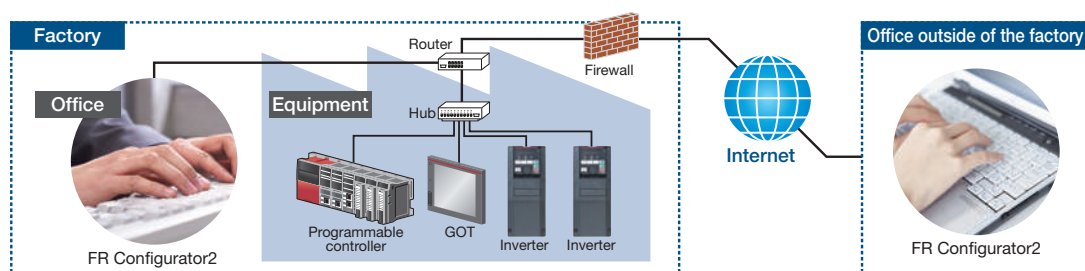 Factory
Office outside of the factory
Router
Firewall
Office
Equipment
Hub
Internet
Programmable
controller
GOT
Inverter
Inverter
FR Configurator2
FR Configurator2